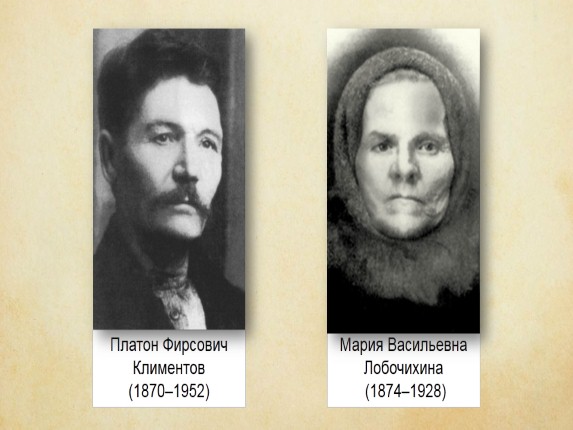 Платон Фирсович
Климентов
(1870–1952)
Мария Васильевна
Лобочихина
(1874–1928)